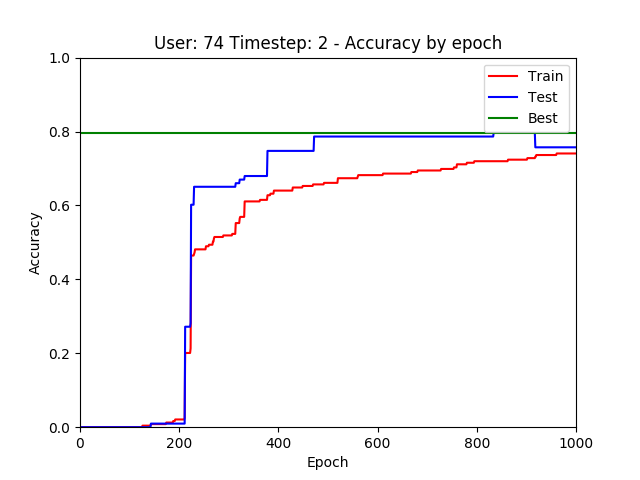 User: 74 Timestep: 2 - Accuracy by epoch
1.0
0.8
0.6
0.4
0.2
0.0
Accuracy
Train
Test
Best
0 200 400 600 800 1000
Epoch